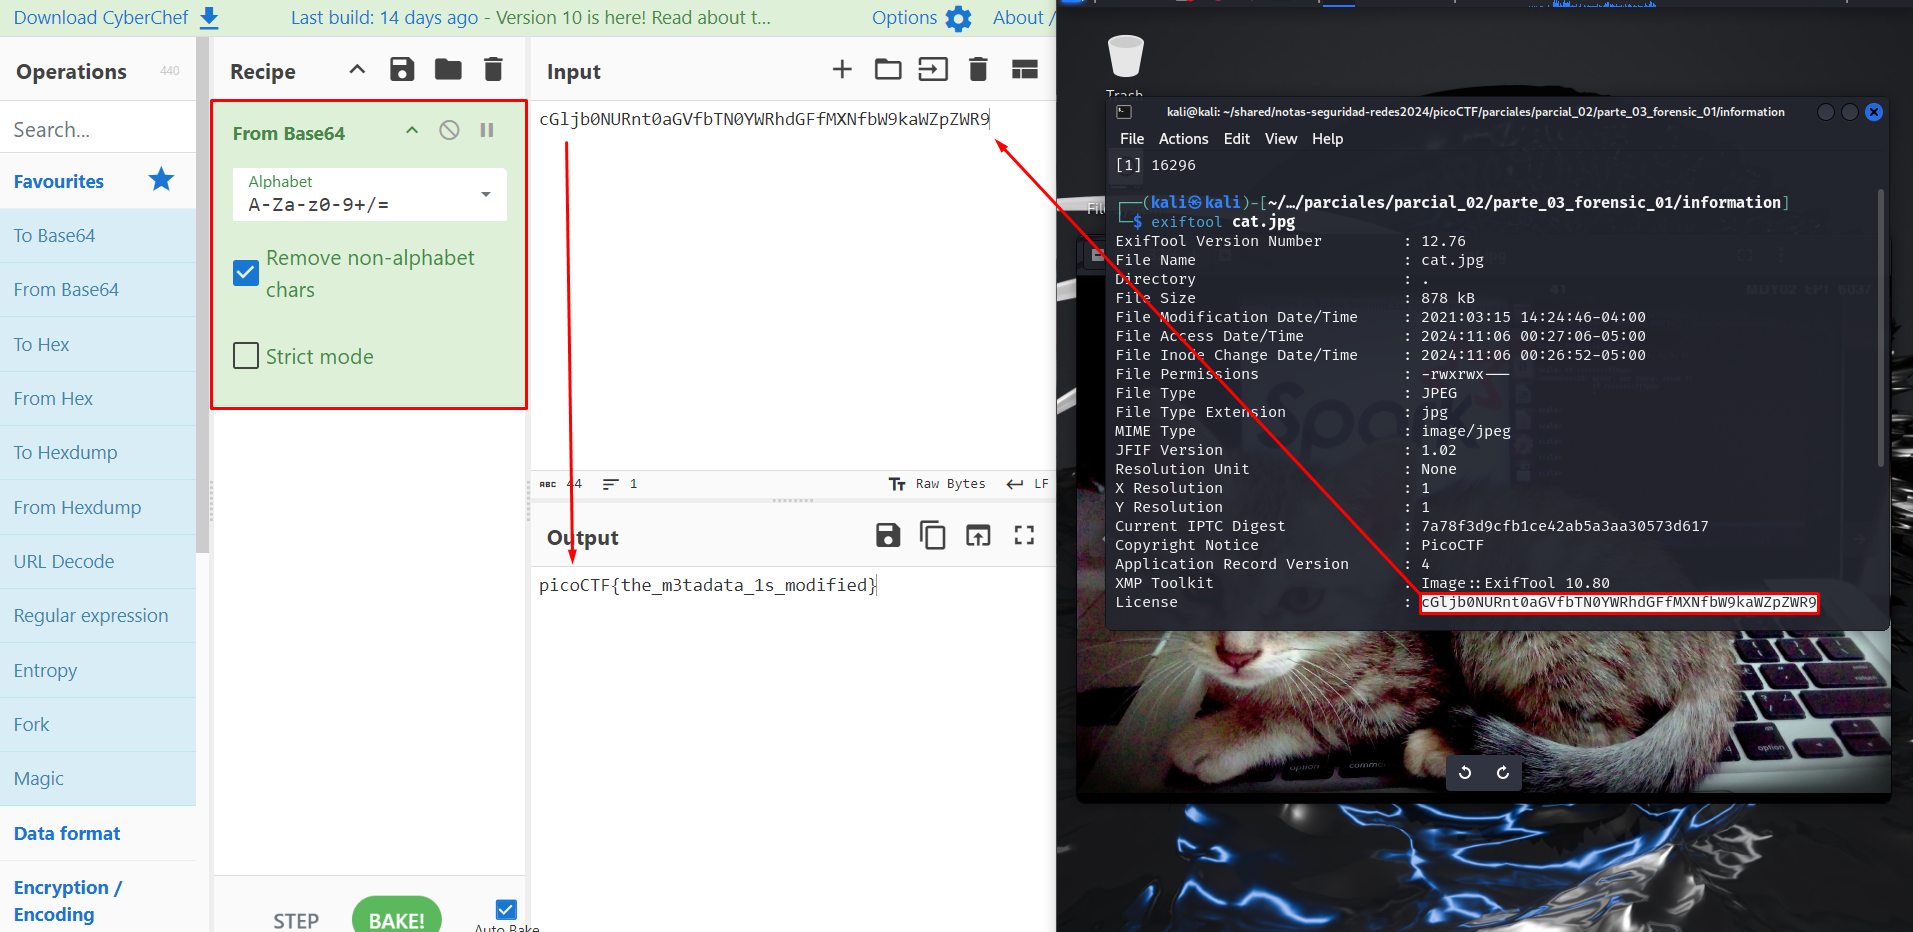 Download CyberChef
Last build: 14 days ago - Version 10 is here! Read about t...
Options
About /
Operations
440
Search...
Favourites
To Base64
From Base64
To Hex
From Hex
To Hexdump
From Hexdump
URL Decode
Regular expression
Entropy
Fork
Magic
Data format
Encryption /
Encoding
Recipe
From Base64
Alphabet
A-Za-z0-9+/=
Remove non-alphabet
chars
Strict mode
STEP
BAKE!
Auto Bake
Input
cGljb0NURnt0aGVfbTN0YWRhdGFfMXNfbW9kaWZpZWR9
ABC 44
1
Raw Bytes
LF
Output
picoCTF{the_m3tadata_1s_modified}
Trash
kali@kali: ~/shared/notas-seguridad-redes2024/picoCTF/parciales/parcial_02/parte_03_forensic_01/information
File Actions Edit View Help
[1] 16296
(kali㉿kali)-[~/…/parciales/parcial_02/parte_03_forensic_01/information]
$ exiftool cat.jpg
ExifTool Version Number : 12.76
File Name : cat.jpg
Directory : .
File Size : 878 kB
File Modification Date/Time : 2021:03:15 14:24:46-04:00
File Access Date/Time : 2024:11:06 00:27:06-05:00
File Inode Change Date/Time : 2024:11:06 00:26:52-05:00
File Permissions : -rwxrwx---
File Type : JPEG
File Type Extension : jpg
MIME Type : image/jpeg
JFIF Version : 1.02
Resolution Unit : None
X Resolution : 1
Y Resolution : 1
Current IPTC Digest : 7a78f3d9cfb1ce42ab5a3aa30573d617
Copyright Notice : PicoCTF
Application Record Version : 4
XMP Toolkit : Image::ExifTool 10.80
License : cGljb0NURnt0aGVfbTN0YWRhdGFfMXNfbW9kaWZpZWR9
option
option